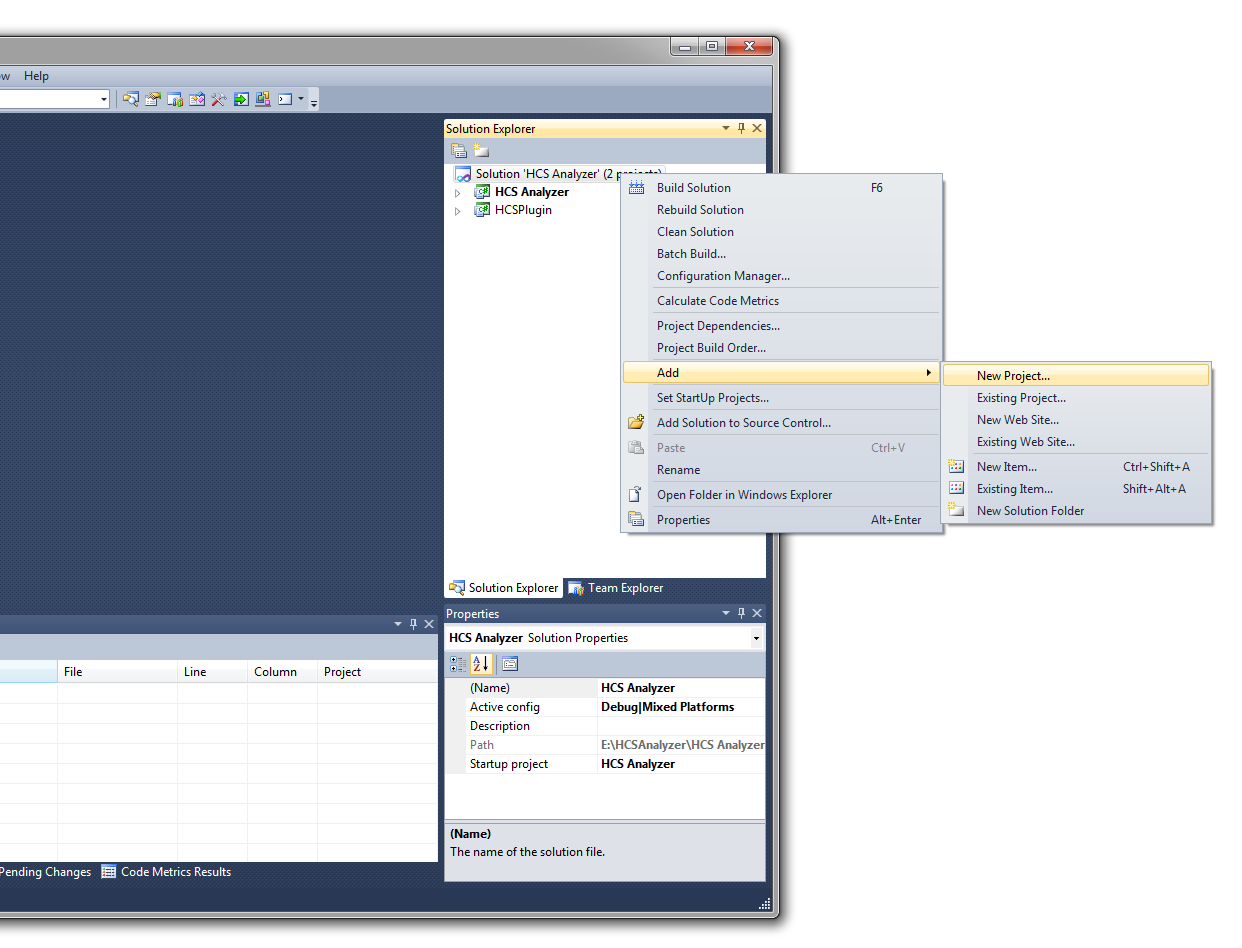 Help
Solution Explorer
Solution 'HCS Analyzer' (2 projects)
HCS Analyzer
HCSPlugin
Build Solution F6
Rebuild Solution
Clean Solution
Batch Build...
Configuration Manager...
Calculate Code Metrics
Project Dependencies...
Project Build Order...
Add
Set StartUp Projects...
Add Solution to Source Control...
Paste Ctrl+V
Rename
Open Folder in Windows Explorer
Properties Alt+Enter
New Project...
Existing Project...
New Web Site...
Existing Web Site...
New Item... Ctrl+Shift+A
Existing Item... Shift+Alt+A
New Solution Folder
Solution Explorer Team Explorer
Properties
HCS Analyzer Solution Properties
(Name) HCS Analyzer
Active config Debug|Mixed Platforms
Description
Path E:\HCSAnalyzer\HCS Analyzer
Startup project HCS Analyzer
(Name)
The name of the solution file.
File Line Column Project
Pending Changes Code Metrics Results